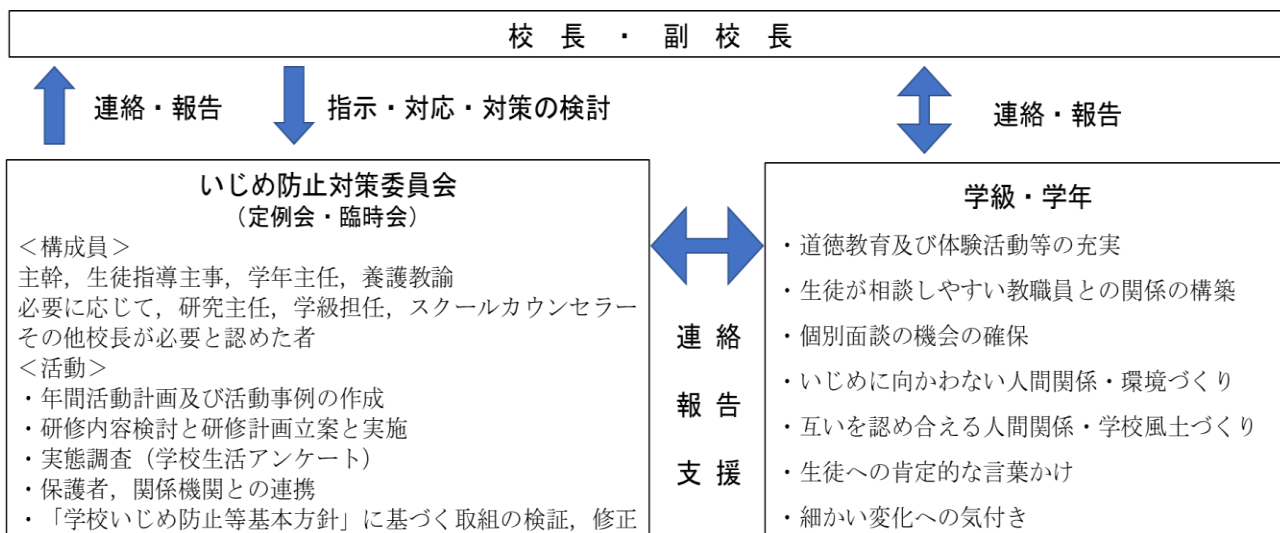 校長・副校長
連絡・報告
指示・対応・対策の検討
連絡・報告
いじめ防止対策委員会
（定例会・臨時会）
＜構成員＞
主幹，生徒指導主事，学年主任，養護教諭
必要に応じて，研究主任，学級担任，スクールカウンセラー
その他校長が必要と認めた者
＜活動＞
・年間活動計画及び活動事例の作成
・研修内容検討と研修計画立案と実施
・実態調査（学校生活アンケート）
・保護者，関係機関との連携
・「学校いじめ防止等基本方針」に基づく取組の検証，修正
連絡
報告
支援
学級・学年
・道徳教育及び体験活動等の充実
・生徒が相談しやすい教職員との関係の構築
・個別面談の機会の確保
・いじめに向かわない人間関係・環境づくり
・互いを認め合える人間関係・学校風土づくり
・生徒への肯定的な言葉かけ
・細かい変化への気付き